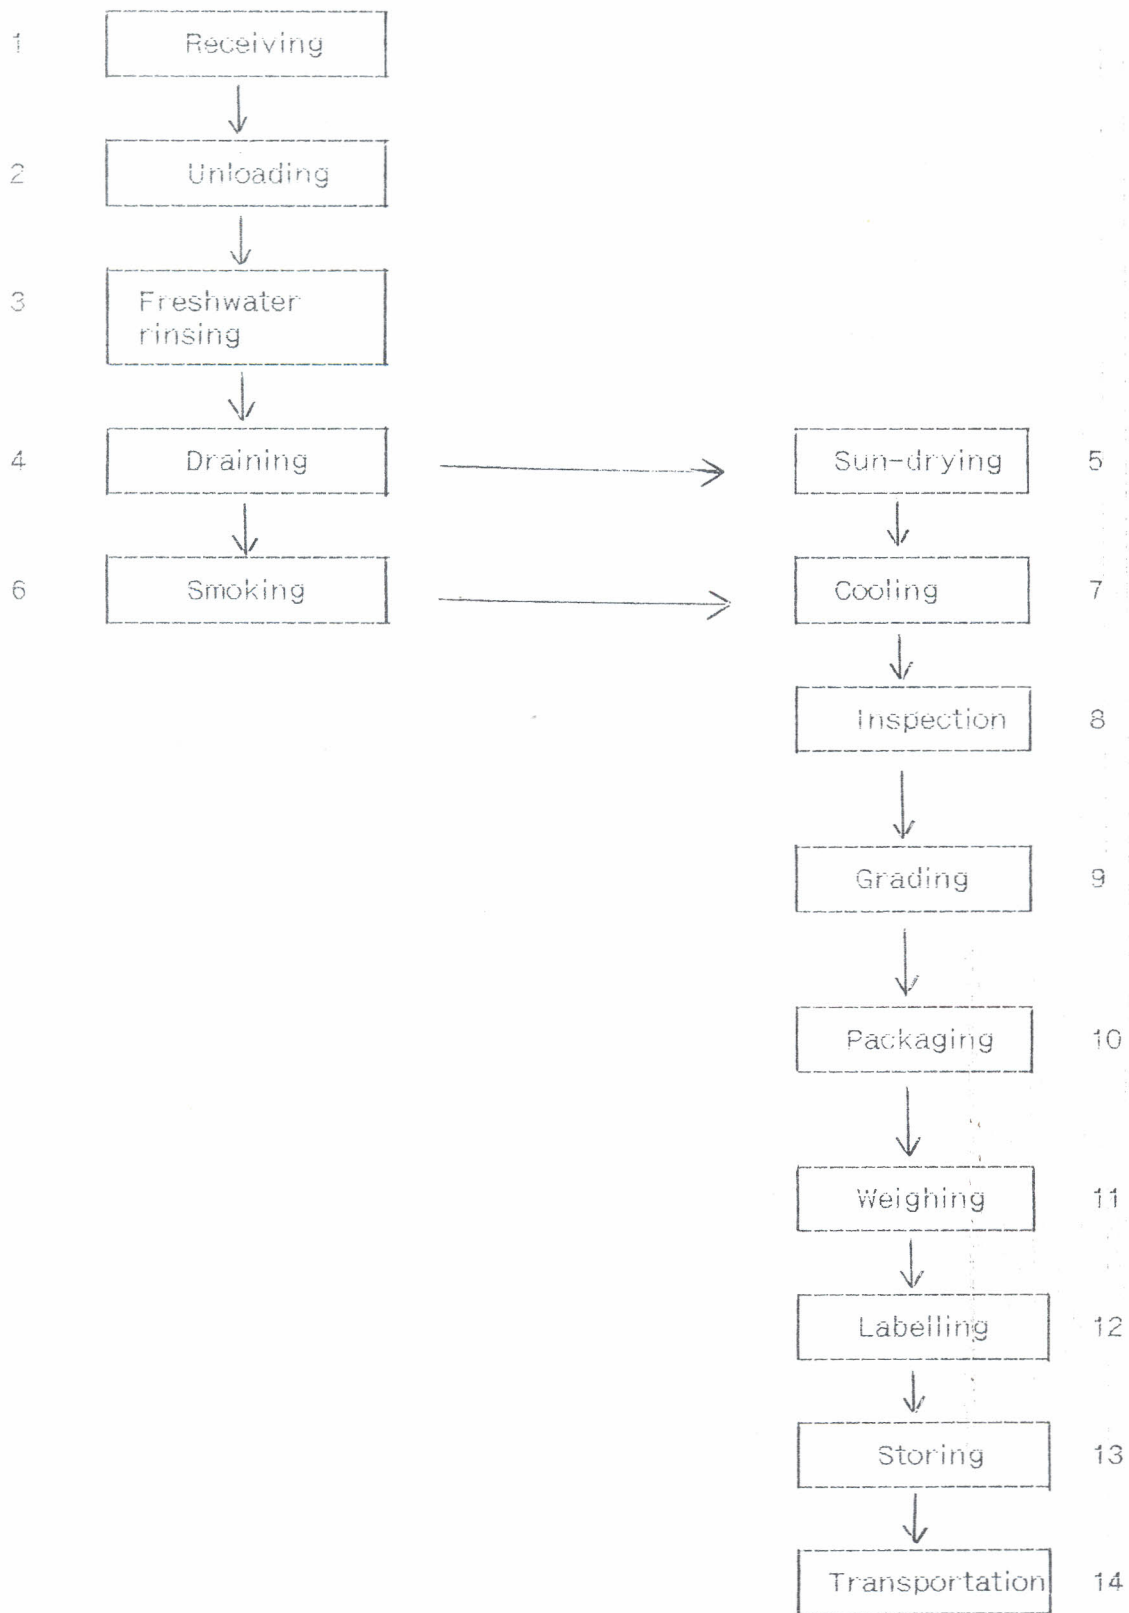 1 Receiving
2 Unloading
3 Freshwater
rinsing
4 Draining
Sun-drying 5
6 Smoking
Cooling 7
Inspection 8
Grading 9
Packaging 10
Weighing 11
Labelling 12
Storing 13
Transportation 14